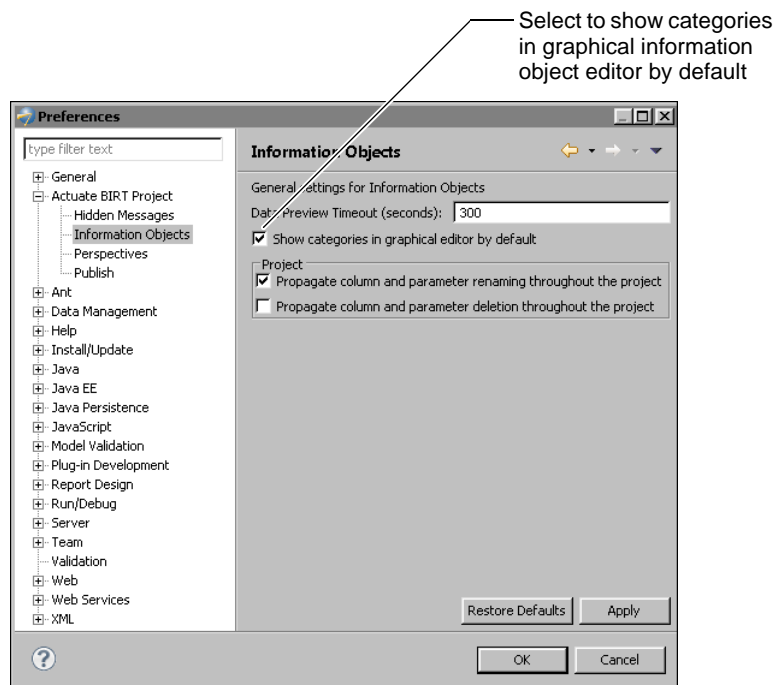 Select to show categories
in graphical information
object editor by default
Preferences
type filter text
General
Actuate BIRT Project
Hidden Messages
Information Objects
Perspectives
Publish
Ant
Data Management
Help
Install/Update
Java
Java EE
Java Persistence
JavaScript
Model Validation
Plug-in Development
Report Design
Run/Debug
Server
Team
Validation
Web
Web Services
XML
Information Objects
General settings for Information Objects
Data Preview Timeout (seconds): 300
Show categories in graphical editor by default
Project
Propagate column and parameter renaming throughout the project
Propagate column and parameter deletion throughout the project
Restore Defaults
Apply
OK
Cancel